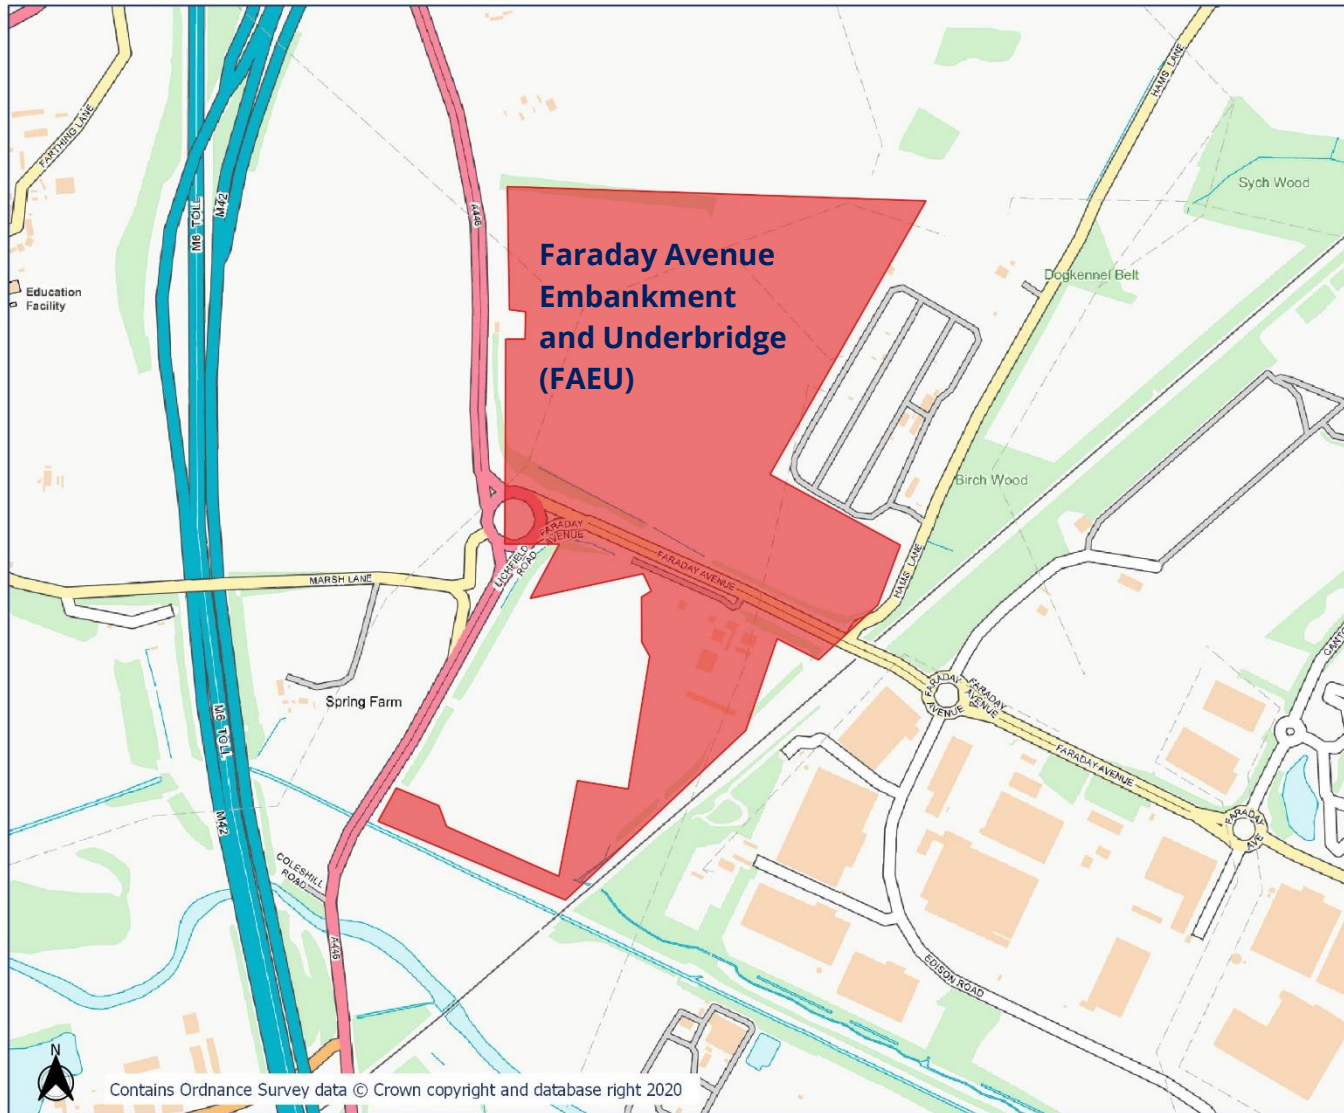 FARTHING LANE
M6 TOLL
M42
A446
HAMS LANE
Sych Wood
Faraday Avenue
Embankment
and Underbridge
(FAEU)
Education
Facility
Dogkennel Belt
Birch Wood
FARADAY
AVENUE
LICHFIELD
ROAD
FARADAY AVENUE
MARSH LANE
HAMS LANE
Spring Farm
FARADAY
AVENUE
FARADAY
AVENUE
M6 TOLL
M42
FARADAY AVENUE
FARADAY
AVE
COLESHILL
ROAD
A446
EDISON ROAD
N
Contains Ordnance Survey data © Crown copyright and database right 2020